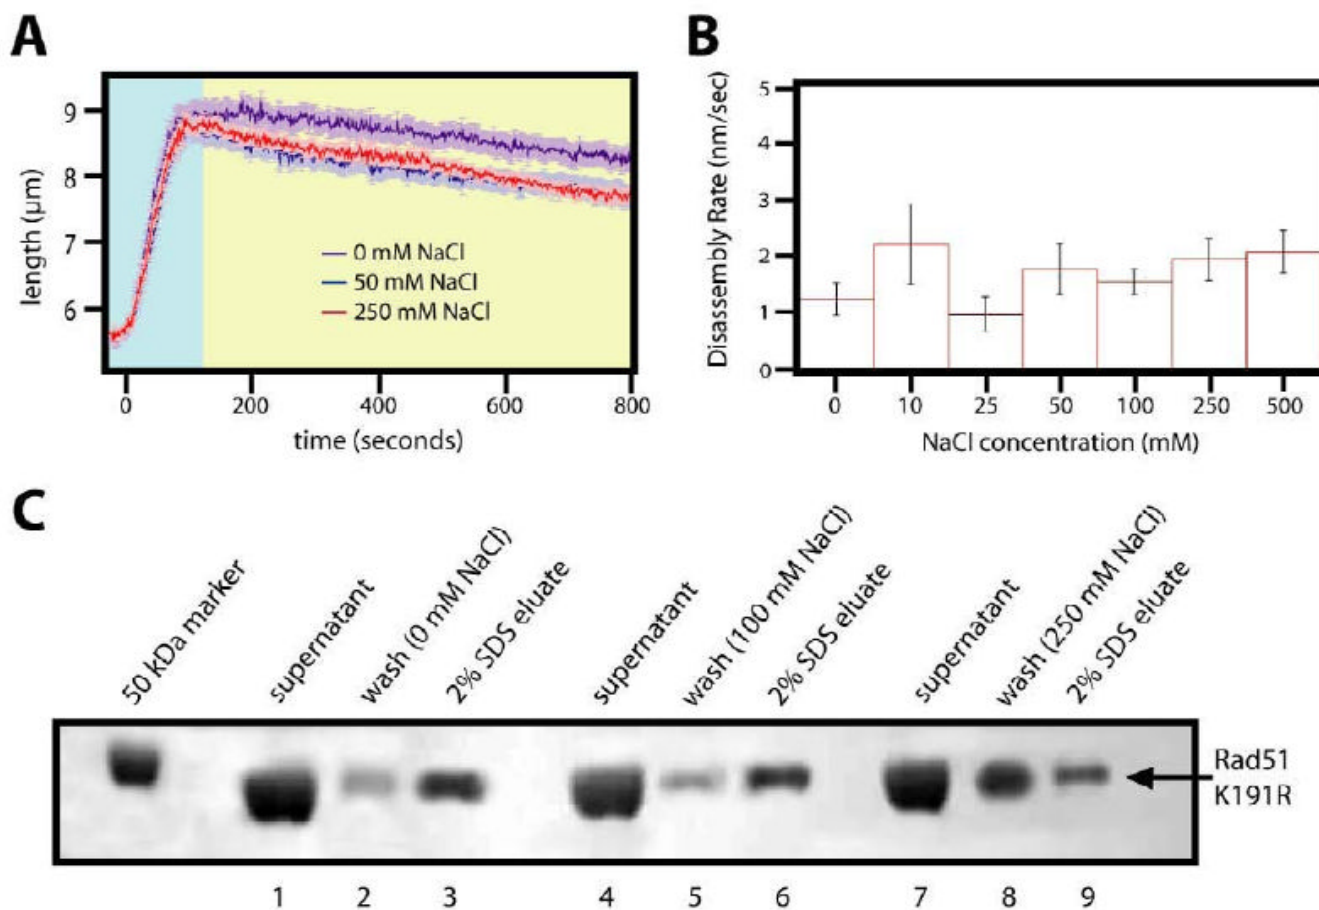 A
9
8
7
6
length (µm)
0 mM NaCl
50 mM NaCl
250 mM NaCl
0 200 400 600 800
time (seconds)
B
5
4
3
2
1
0
Disassembly Rate (nm/sec)
0 10 25 50 100 250 500
NaCl concentration (mM)
C
50 kDa marker
supernatant
wash (0 mM NaCl)
2% SDS eluate
supernatant
wash (100 mM NaCl)
2% SDS eluate
supernatant
wash (250 mM NaCl)
2% SDS eluate
Rad51
K191R
1 2 3 4 5 6 7 8 9